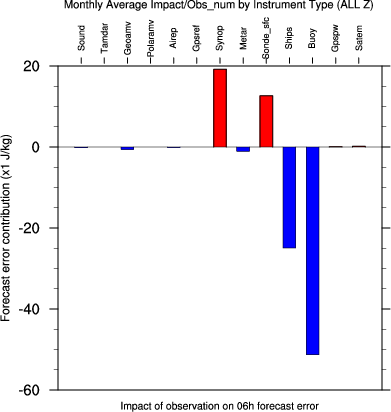 Monthly Average Impact/Obs_num by Instrument Type (ALL Z)
Sound
Tamdar
Geoamv
Polaramv
Airep
Gpsref
Synop
Metar
Sonde_sfc
Ships
Buoy
Gpspw
Satem
20
0
-20
-40
-60
Forecast error contribution (x1 J/kg)
Impact of observation on 06h forecast error